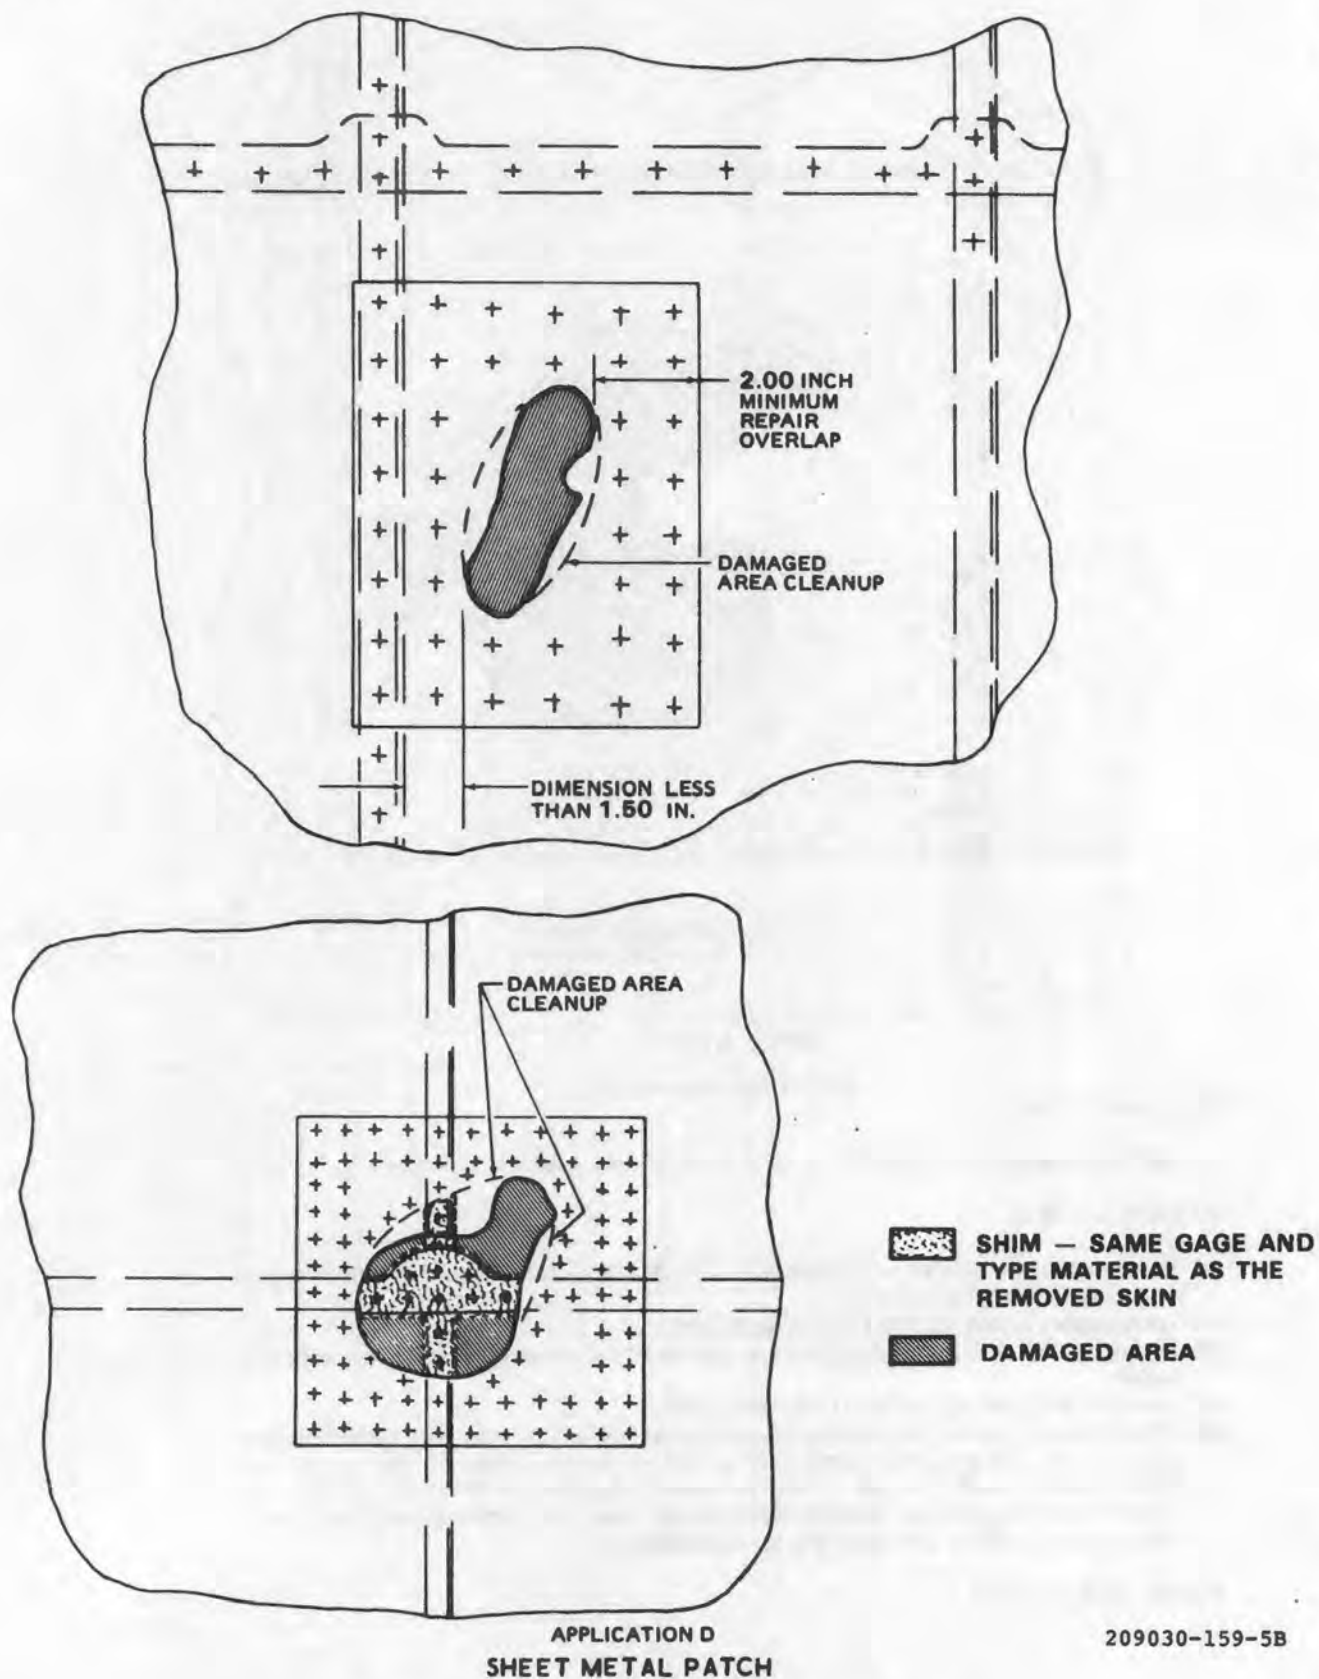 2.00 INCH
MINIMUM
REPAIR
OVERLAP
DAMAGED
AREA CLEANUP
DIMENSION LESS
THAN 1.50 IN.
DAMAGED AREA
CLEANUP
SHIM — SAME GAGE AND
TYPE MATERIAL AS THE
REMOVED SKIN
DAMAGED AREA
APPLICATION D
SHEET METAL PATCH
209030-159-5B